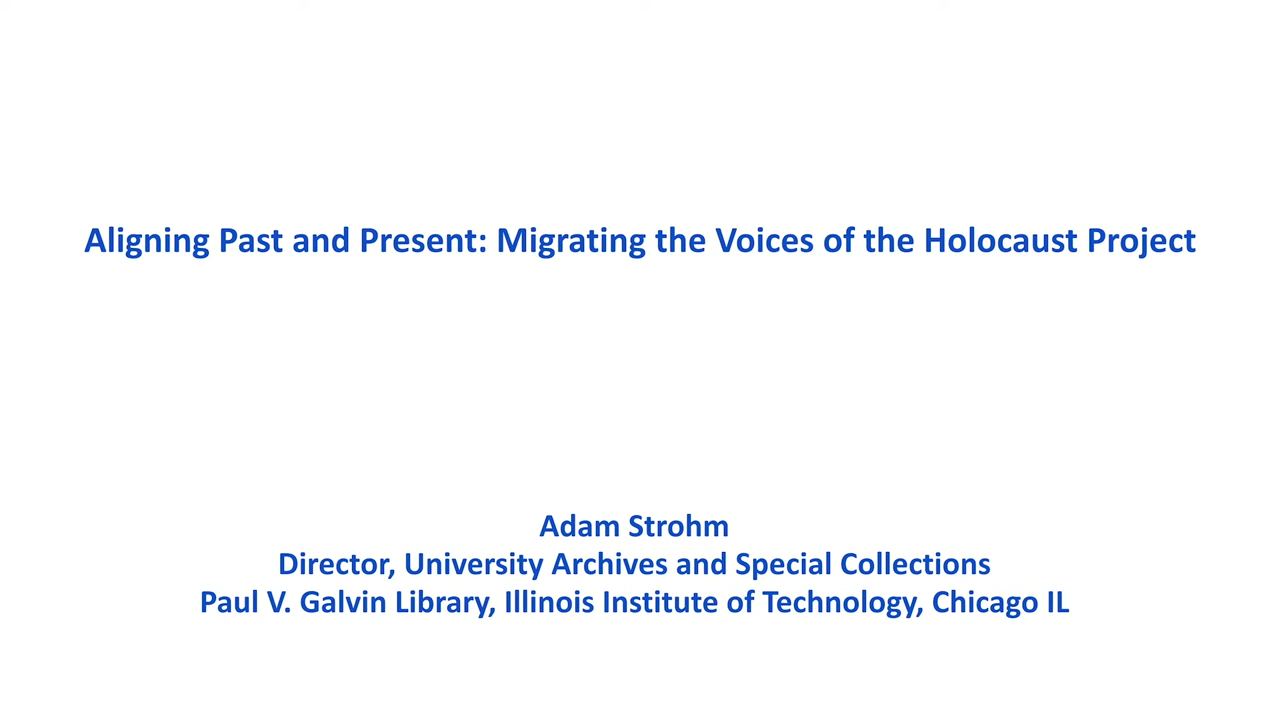 Aligning Past and Present: Migrating the Voices of the Holocaust Project
Adam Strohm
Director, University Archives and Special Collections
Paul V. Galvin Library, Illinois Institute of Technology, Chicago IL